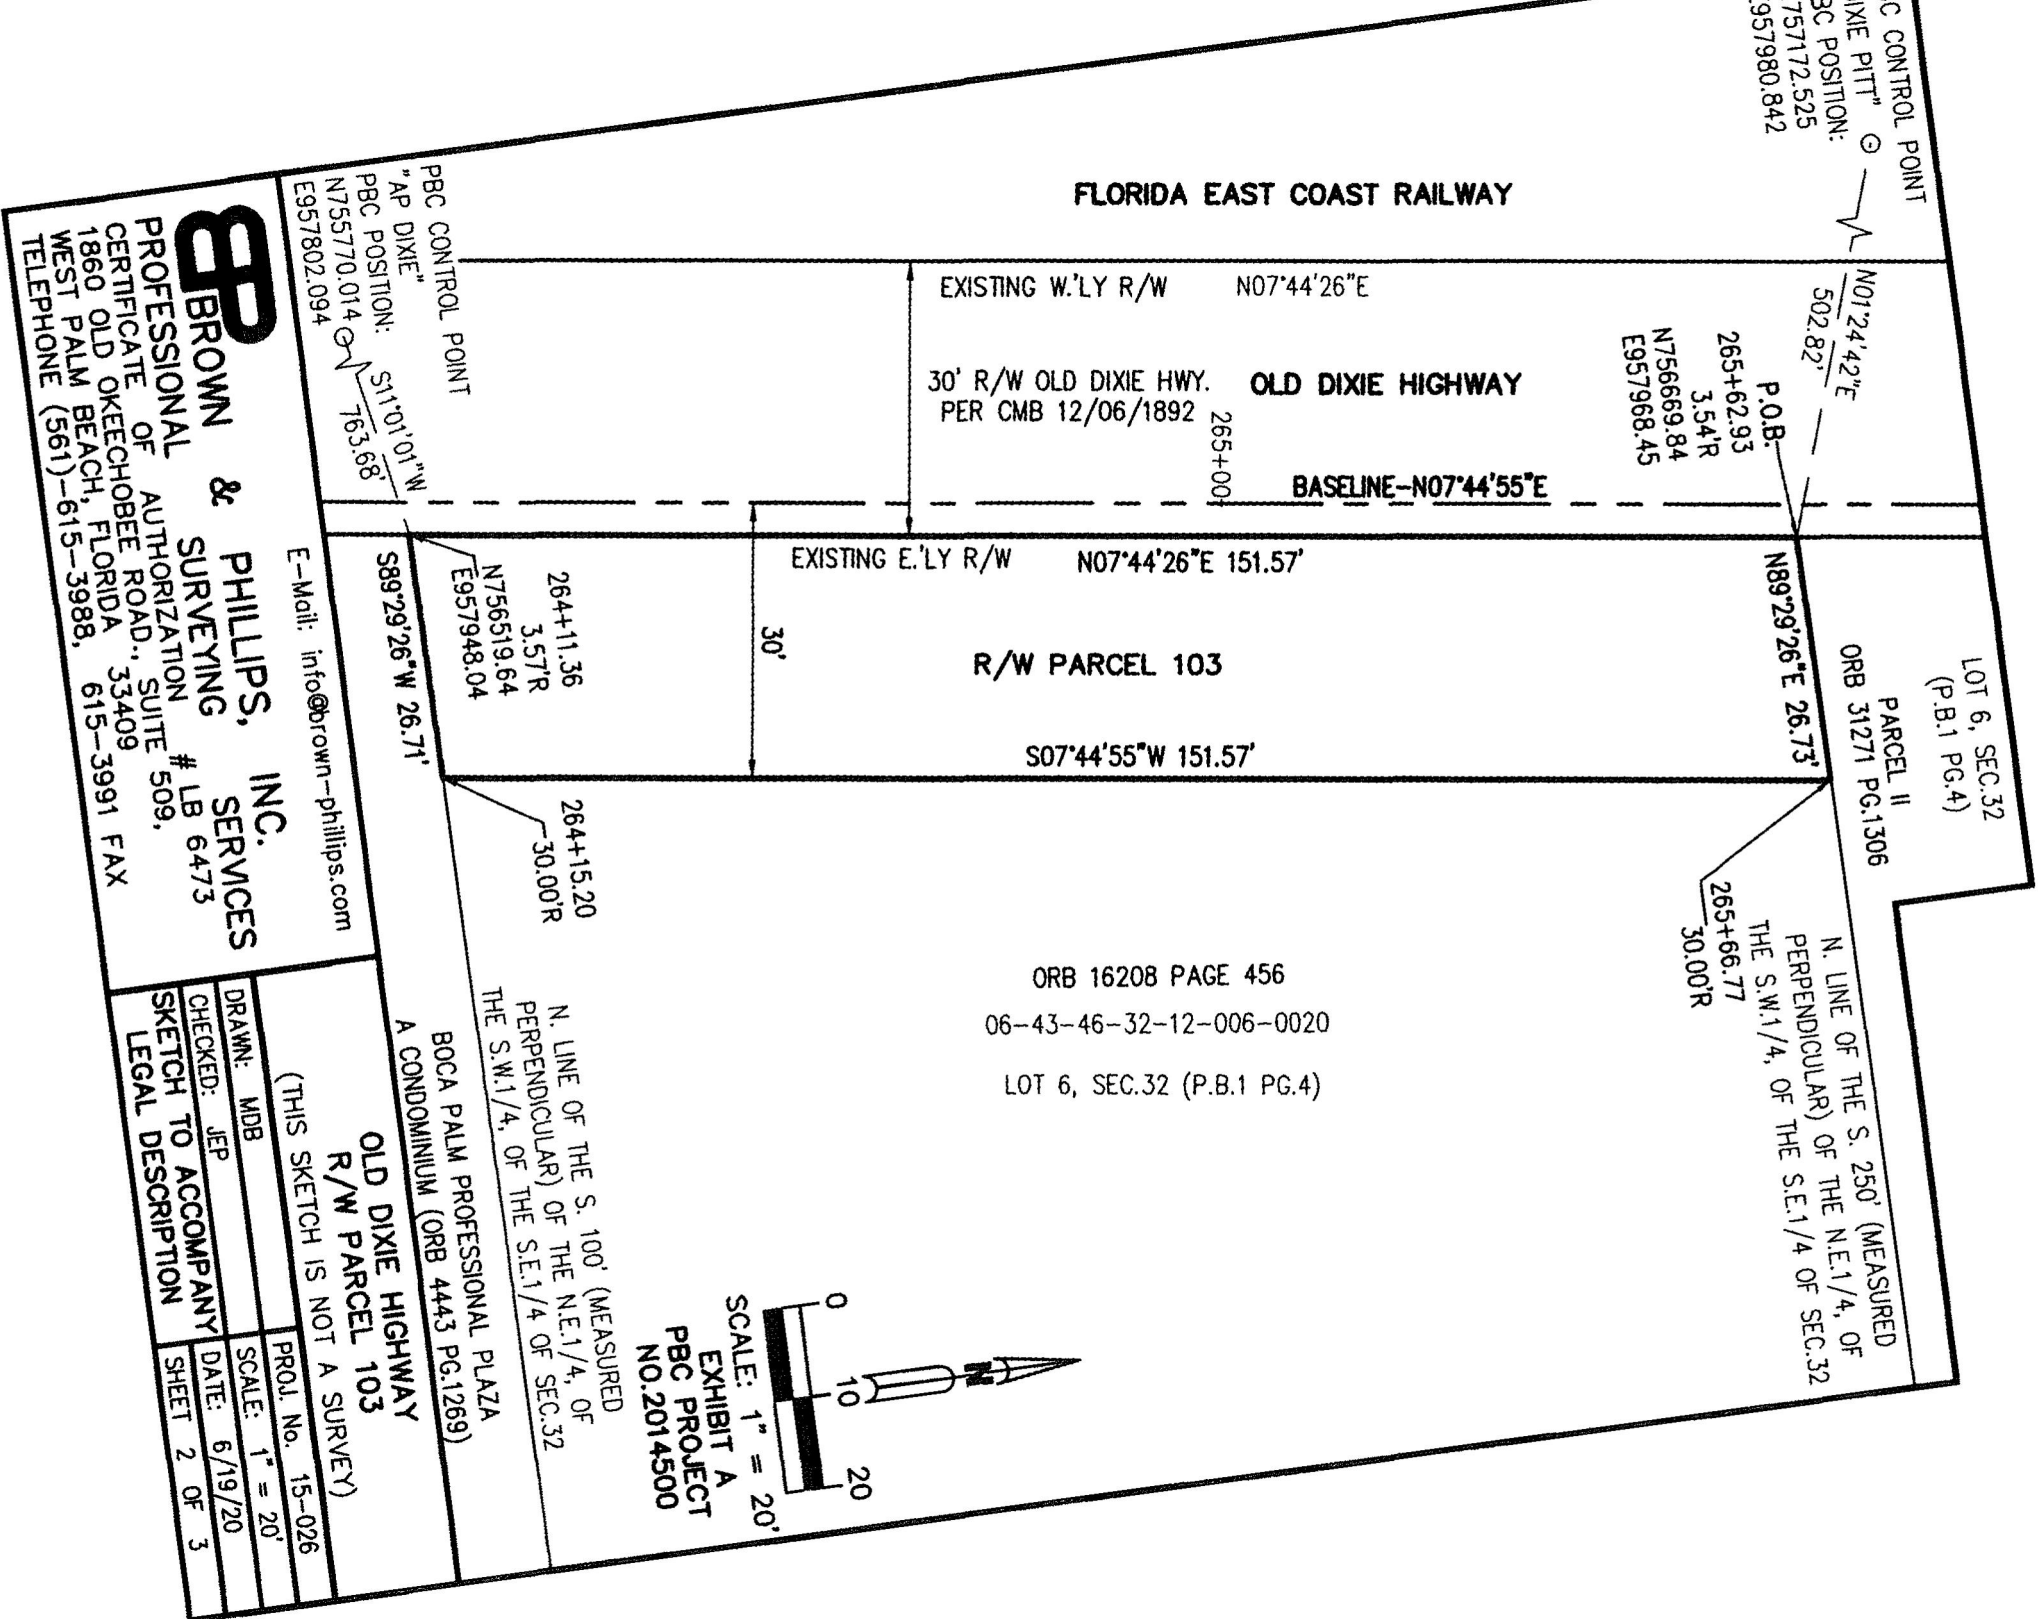 C CONTROL POINT
IXIE PITT"
BC POSITION:
757172.525
E957980.842
N01°24'42"E
502.82'
FLORIDA EAST COAST RAILWAY
EXISTING W.'LY R/W N07°44'26"E
30' R/W OLD DIXIE HWY.
PER CMB 12/06/1892
OLD DIXIE HIGHWAY
265+00
BASELINE-N07°44'55"E
P.O.B.
265+62.93
3.54'R
N756669.84
E957968.45
PBC CONTROL POINT
"AP DIXIE"
PBC POSITION:
N755770.014
E957802.094
S11°01'01"W
763.68'
EXISTING E.'LY R/W N07°44'26"E 151.57'
264+11.36
3.57'R
N756519.64
E957948.04
30'
R/W PARCEL 103
S07°44'55"W 151.57'
S89°29'26"W 26.71'
N89°29'26"E 26.73'
LOT 6, SEC.32
(P.B.1 PG.4)
PARCEL II
ORB 31271 PG.1306
264+15.20
30.00'R
265+66.77
30.00'R
N. LINE OF THE S. 250' (MEASURED
PERPENDICULAR) OF THE N.E.1/4, OF
THE S.W.1/4, OF THE S.E.1/4 OF SEC.32
ORB 16208 PAGE 456
06-43-46-32-12-006-0020
LOT 6, SEC.32 (P.B.1 PG.4)
N. LINE OF THE S. 100' (MEASURED
PERPENDICULAR) OF THE N.E.1/4, OF
THE S.W.1/4, OF THE S.E.1/4 OF SEC.32
BOCA PALM PROFESSIONAL PLAZA
A CONDOMINIUM (ORB 4443 PG.1269)
N
0 10 20
SCALE: 1" = 20'
EXHIBIT A
PBC PROJECT
NO.2014500
E-Mail: info@brown-phillips.com
BP
BROWN & PHILLIPS, INC.
PROFESSIONAL SURVEYING SERVICES
CERTIFICATE OF AUTHORIZATION # LB 6473
1860 OLD OKEECHOBEE ROAD., SUITE 509,
WEST PALM BEACH, FLORIDA 33409
TELEPHONE (561)-615-3988, 615-3991 FAX
OLD DIXIE HIGHWAY
R/W PARCEL 103
(THIS SKETCH IS NOT A SURVEY)
DRAWN: MDB
PROJ. No. 15-026
CHECKED: JEP
SCALE: 1" = 20'
SKETCH TO ACCOMPANY
LEGAL DESCRIPTION
DATE: 6/19/20
SHEET 2 OF 3